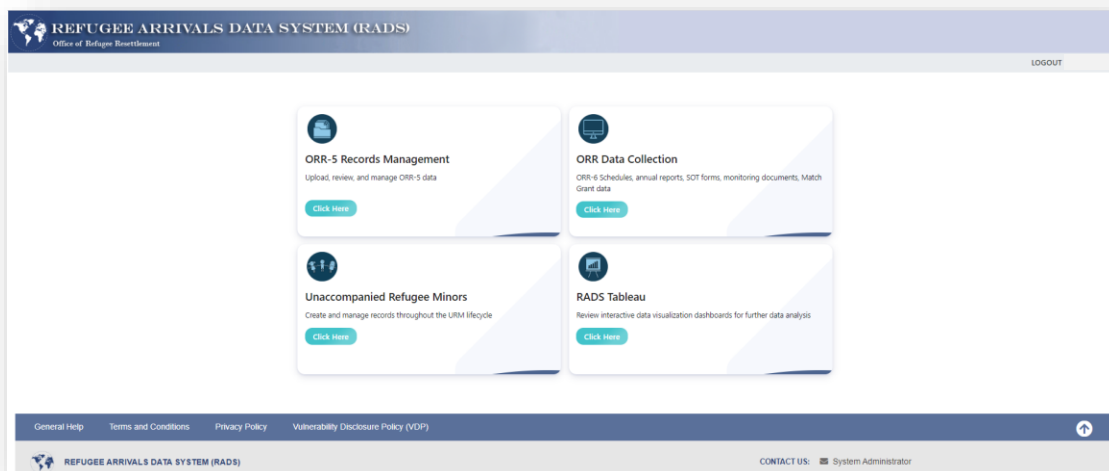 REFUGEE ARRIVALS DATA SYSTEM (RADS)
Office of Refugee Resettlement
LOGOUT
ORR-5 Records Management
Upload, review, and manage ORR-5 data
Click Here
ORR Data Collection
ORR-6 Schedules, annual reports, SOT forms, monitoring documents, Match
Grant data
Click Here
Unaccompanied Refugee Minors
Create and manage records throughout the URM lifecycle
Click Here
RADS Tableau
Review interactive data visualization dashboards for further data analysis
Click Here
General Help Terms and Conditions Privacy Policy Vulnerability Disclosure Policy (VDP)
REFUGEE ARRIVALS DATA SYSTEM (RADS) CONTACT US: System Administrator